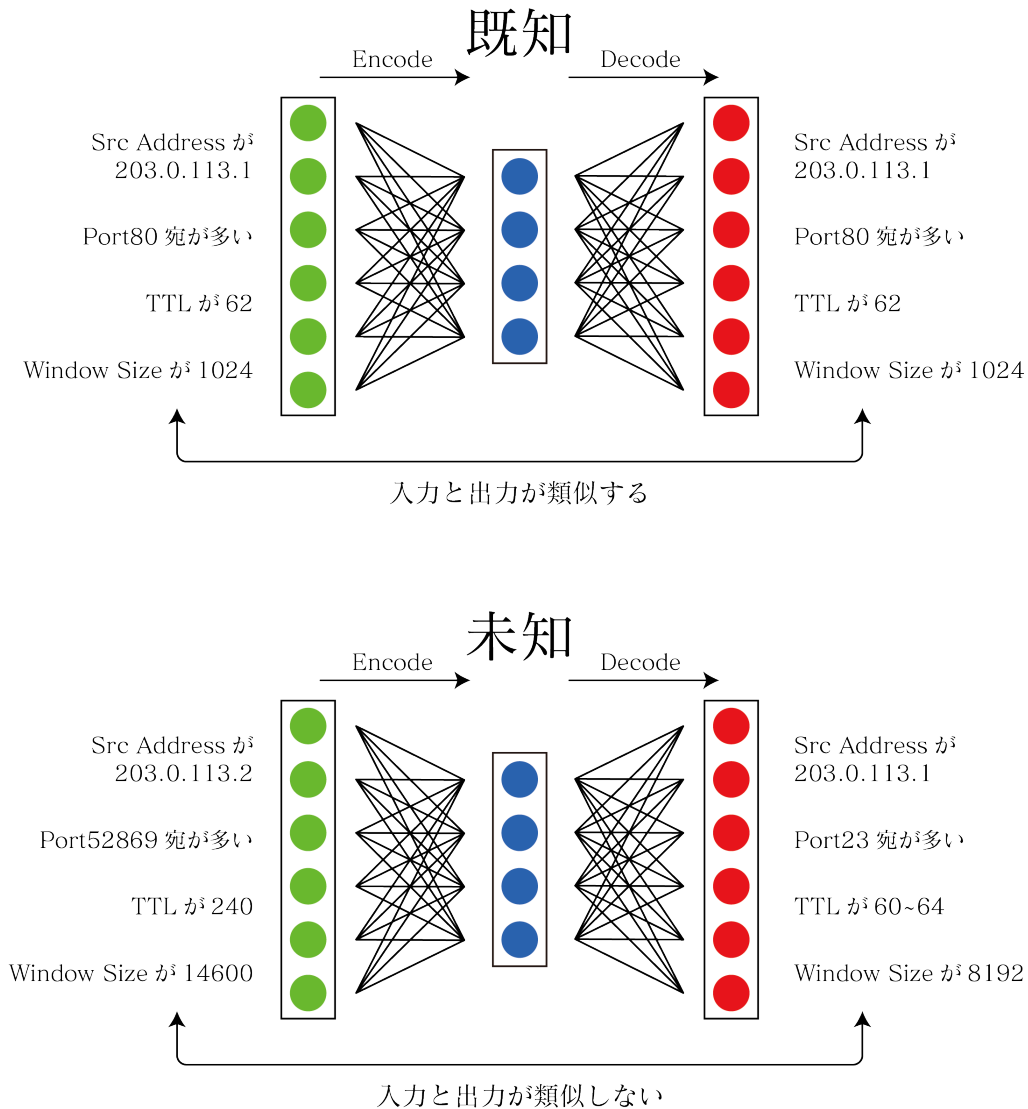 既知
Encode
Decode
Src Address が
203.0.113.1
Port80 宛が多い
TTL が 62
Window Size が 1024
Src Address が
203.0.113.1
Port80 宛が多い
TTL が 62
Window Size が 1024
入力と出力が類似する
未知
Encode
Decode
Src Address が
203.0.113.2
Port52869 宛が多い
TTL が 240
Window Size が 14600
Src Address が
203.0.113.1
Port23 宛が多い
TTL が 60~64
Window Size が 8192
入力と出力が類似しない